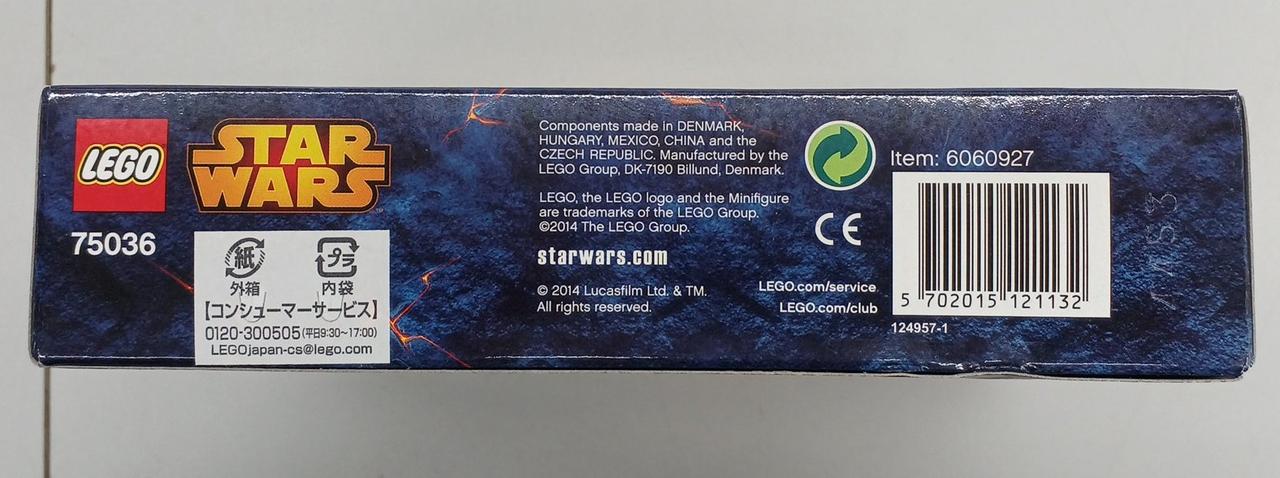 LEGO
STAR
WARS
75036
紙
プラ
外箱
内袋
【コンシューマーサービス】
0120-300505(平日9:30~17:00)
LEGOjapan-cs@lego.com
Components made in DENMARK,
HUNGARY, MEXICO, CHINA and the
CZECH REPUBLIC. Manufactured by the
LEGO Group, DK-7190 Billund, Denmark.
LEGO, the LEGO logo and the Minifigure
are trademarks of the LEGO Group.
©2014 The LEGO Group.
starwars.com
© 2014 Lucasfilm Ltd. & TM.
All rights reserved.
CE
LEGO.com/service
LEGO.com/club
Item: 6060927
5 702015 121132
124957-1